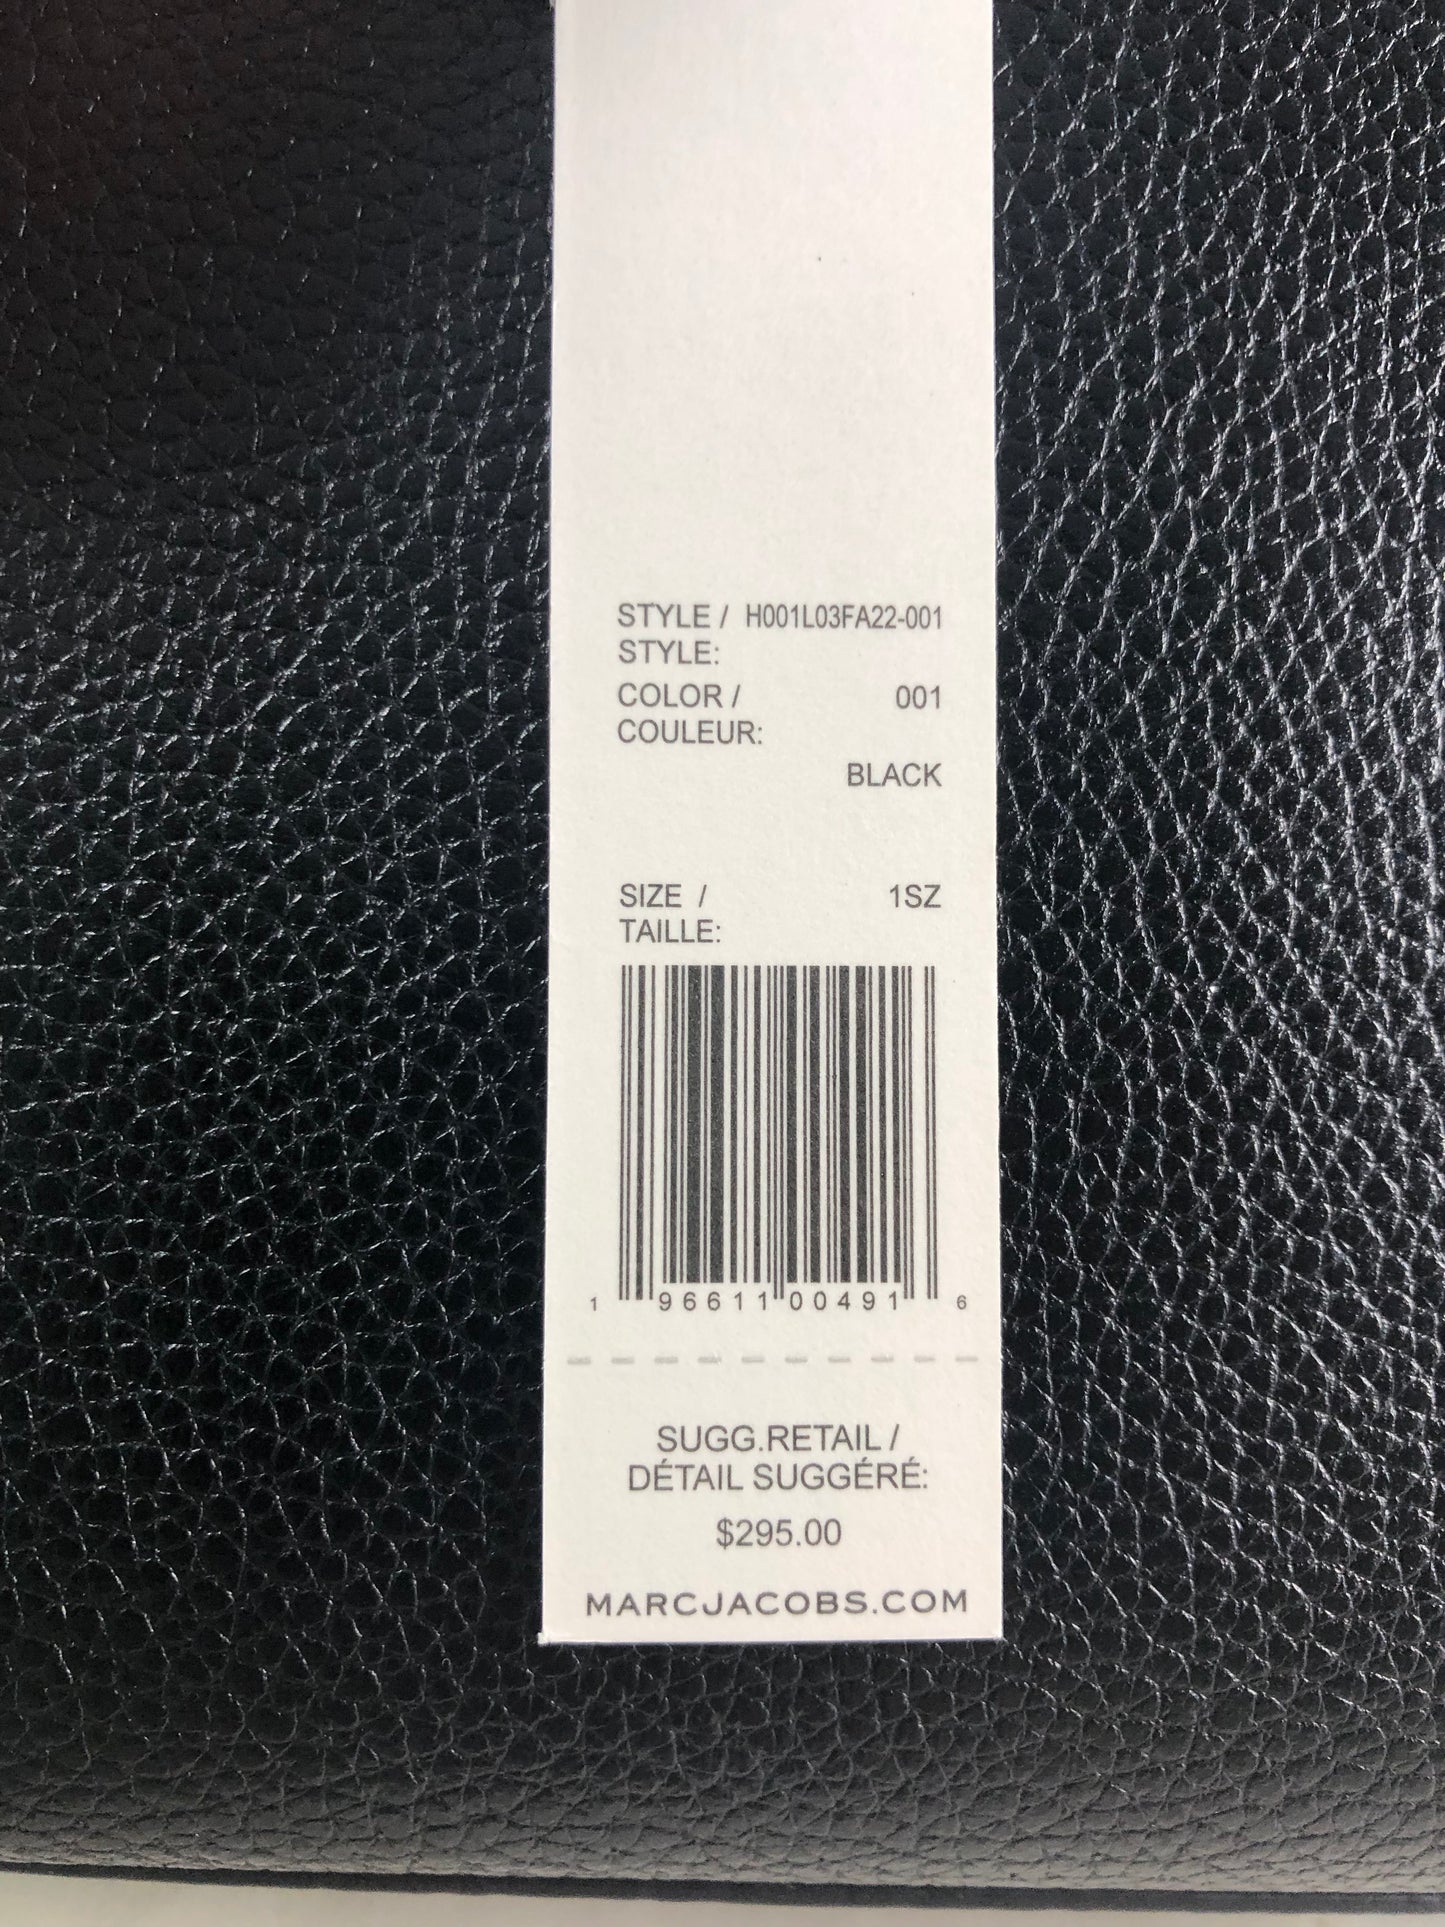 STYLE / H001L03FA22-001
STYLE:
COLOR / 001
COULEUR:
BLACK
SIZE / 1SZ
TAILLE:
1 96611 00491 6
SUGG.RETAIL /
DÉTAIL SUGGÉRÉ:
$295.00
MARCJACOBS.COM